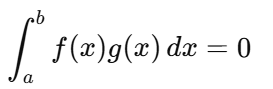 ∫_a^b f(x)g(x) dx = 0